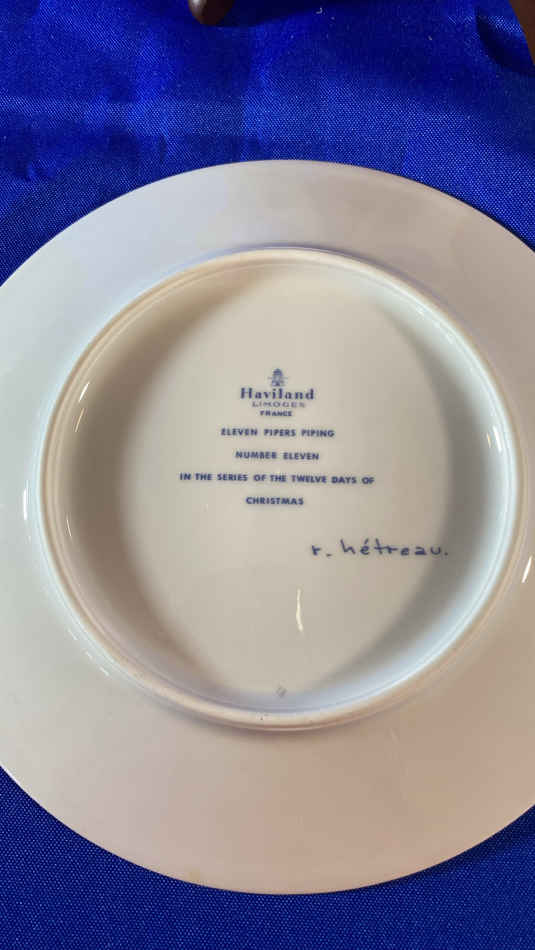 Haviland
LIMOGES
FRANCE
ELEVEN PIPERS PIPING
NUMBER ELEVEN
IN THE SERIES OF THE TWELVE DAYS OF
CHRISTMAS
r. hétreau.